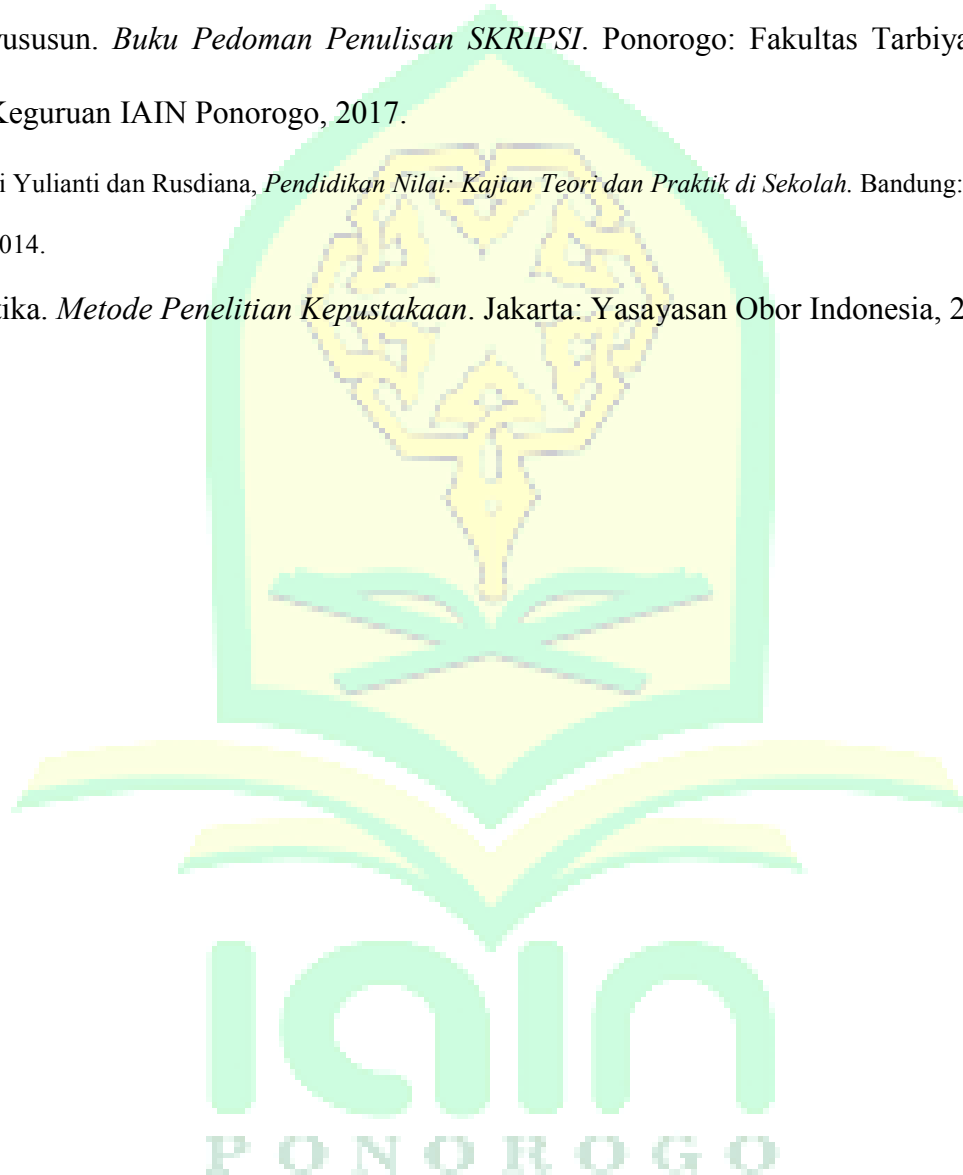 yususun. Buku Pedoman Penulisan SKRIPSI. Ponorogo: Fakultas Tarbiya
Keguruan IAIN Ponorogo, 2017.
i Yulianti dan Rusdiana, Pendidikan Nilai: Kajian Teori dan Praktik di Sekolah. Bandung:
014.
tika. Metode Penelitian Kepustakaan. Jakarta: Yasayasan Obor Indonesia, 2
iain
PONOROGO